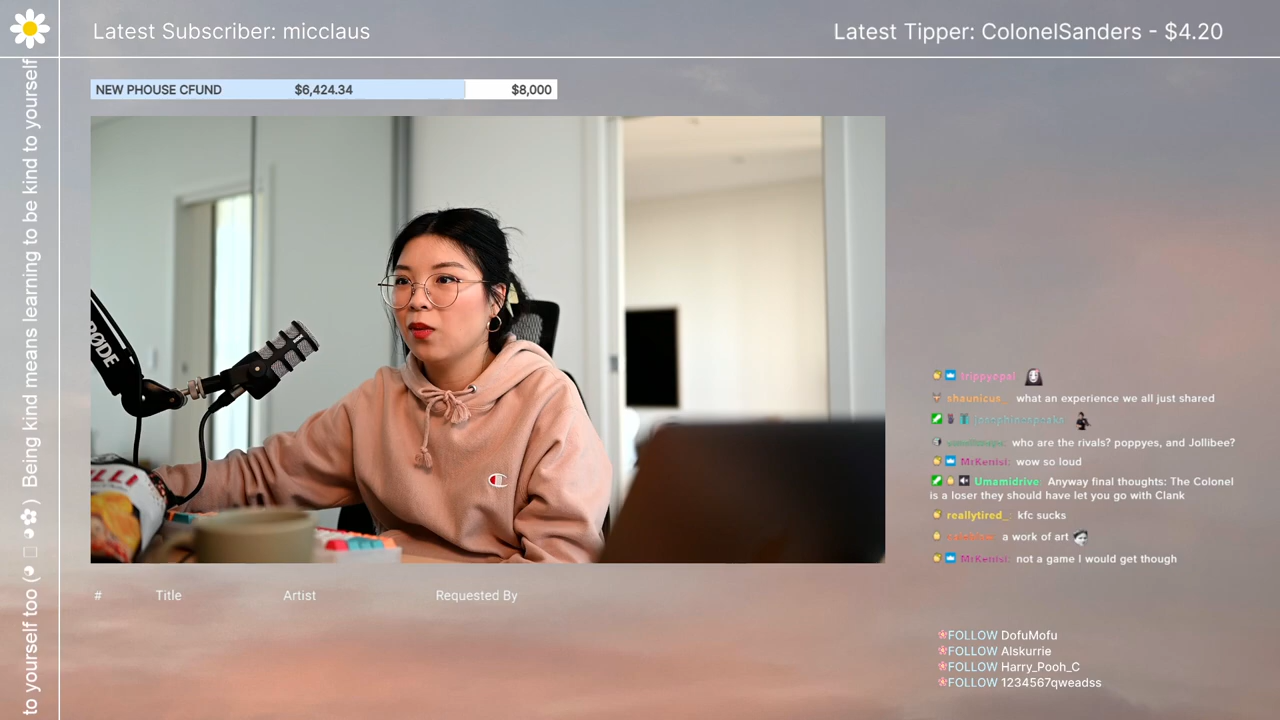 Latest Subscriber: micclaus
Latest Tipper: ColonelSanders - $4.20
to yourself too Being kind means learning to be kind to yourself
NEW PHOUSE CFUND $6,424.34 $8,000
RØDE
trippyopal
shaunicus_ what an experience we all just shared
who are the rivals? poppyes, and Jollibee?
MrKenist: wow so loud
Umamidrive: Anyway final thoughts: The Colonel
is a loser they should have let you go with Clank
reallytired_: kfc sucks
a work of art
MrKenist: not a game I would get though
# Title Artist Requested By
FOLLOW DofuMofu
FOLLOW Alskurrie
FOLLOW Harry_Pooh_C
FOLLOW 1234567qweadss